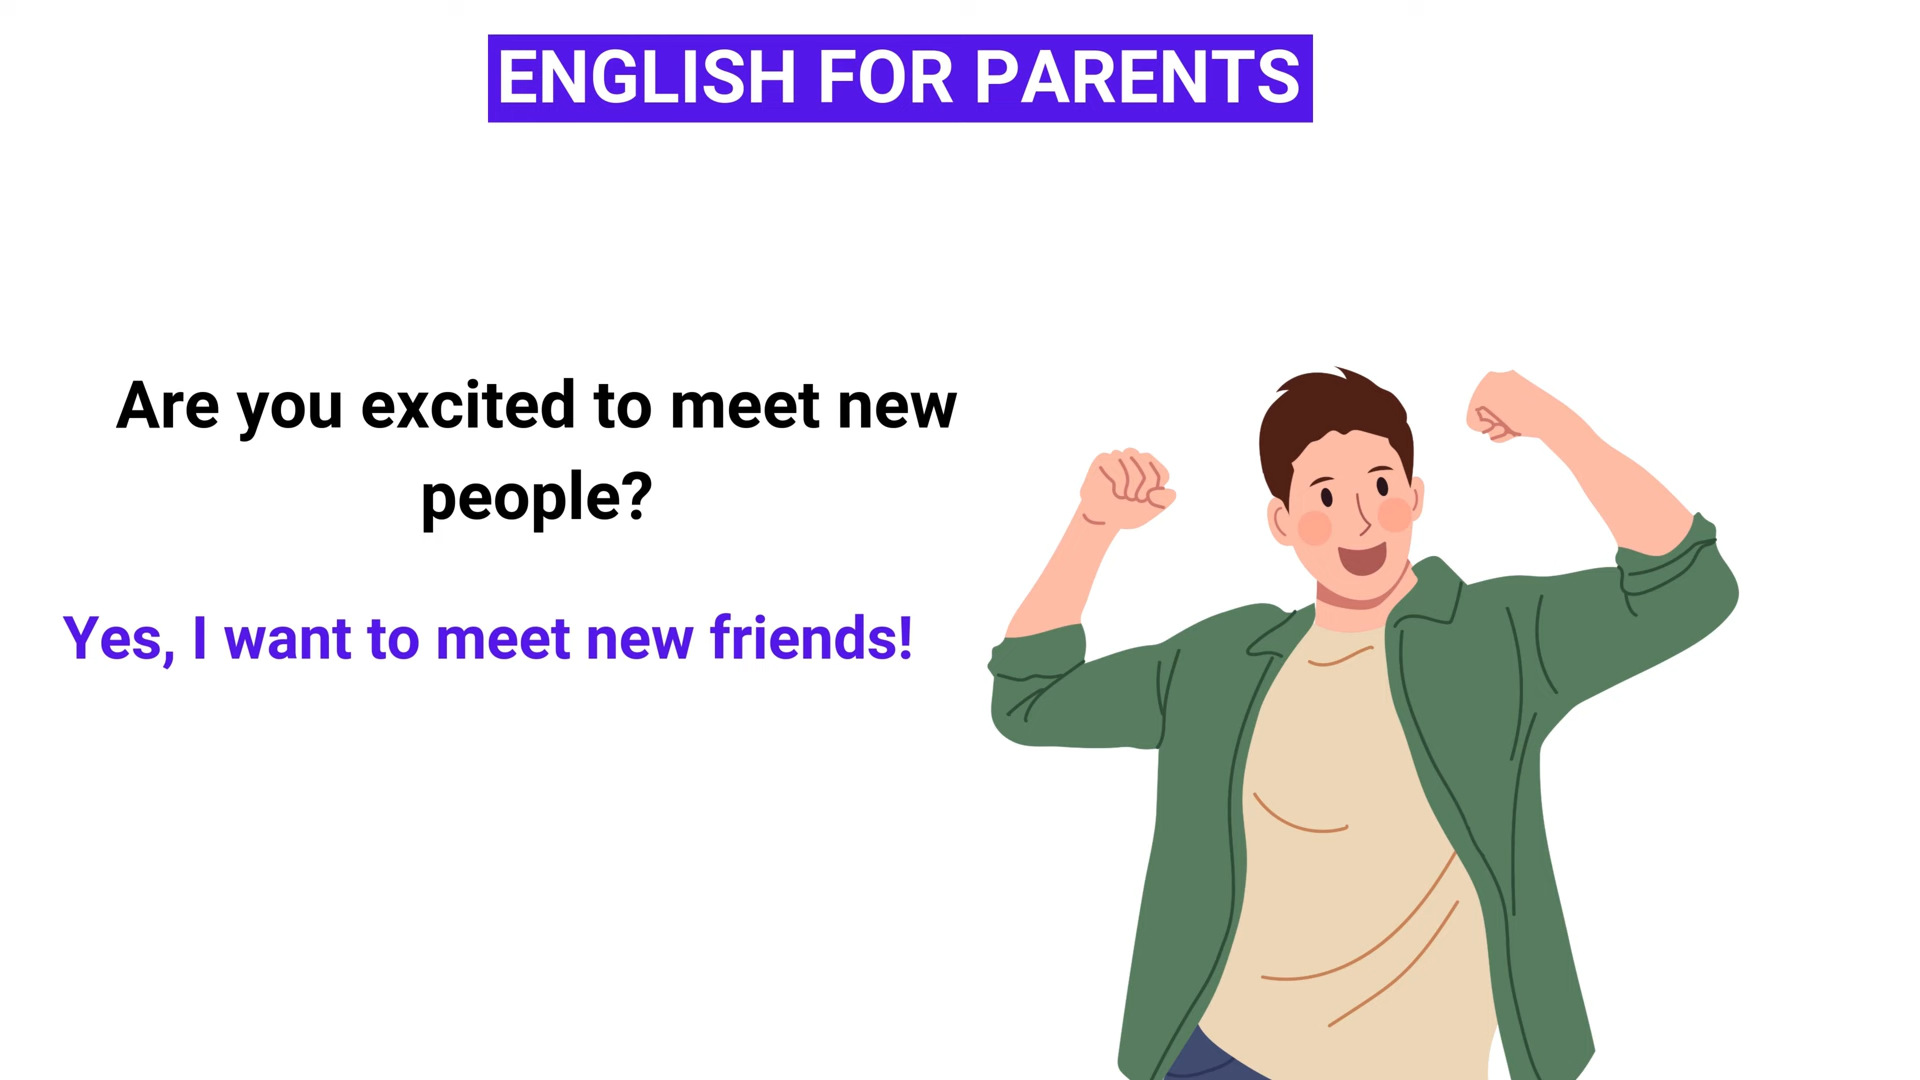 ENGLISH FOR PARENTS
Are you excited to meet new
people?
Yes, I want to meet new friends!